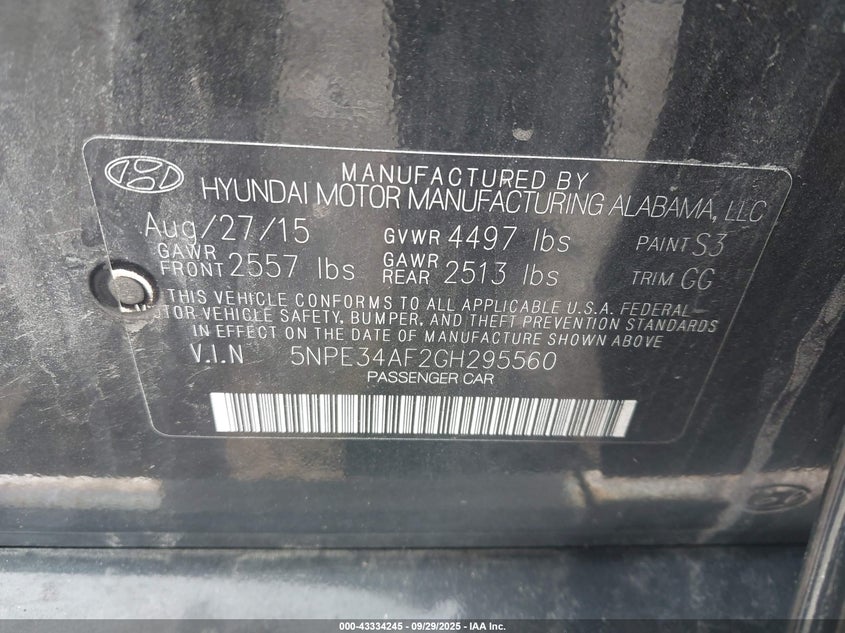 MANUFACTURED BY
HYUNDAI MOTOR MANUFACTURING ALABAMA, LLC
Aug/27/15 GVWR 4497 lbs PAINT S3
GAWR FRONT 2557 lbs GAWR REAR 2513 lbs TRIM GG
THIS VEHICLE CONFORMS TO ALL APPLICABLE U.S.A. FEDERAL
TOR VEHICLE SAFETY, BUMPER, AND THEFT PREVENTION STANDARDS
IN EFFECT ON THE DATE OF MANUFACTURE SHOWN ABOVE
V.I.N 5NPE34AF2GH295560
PASSENGER CAR
000-43334245 - 09/29/2025 - IAA Inc.